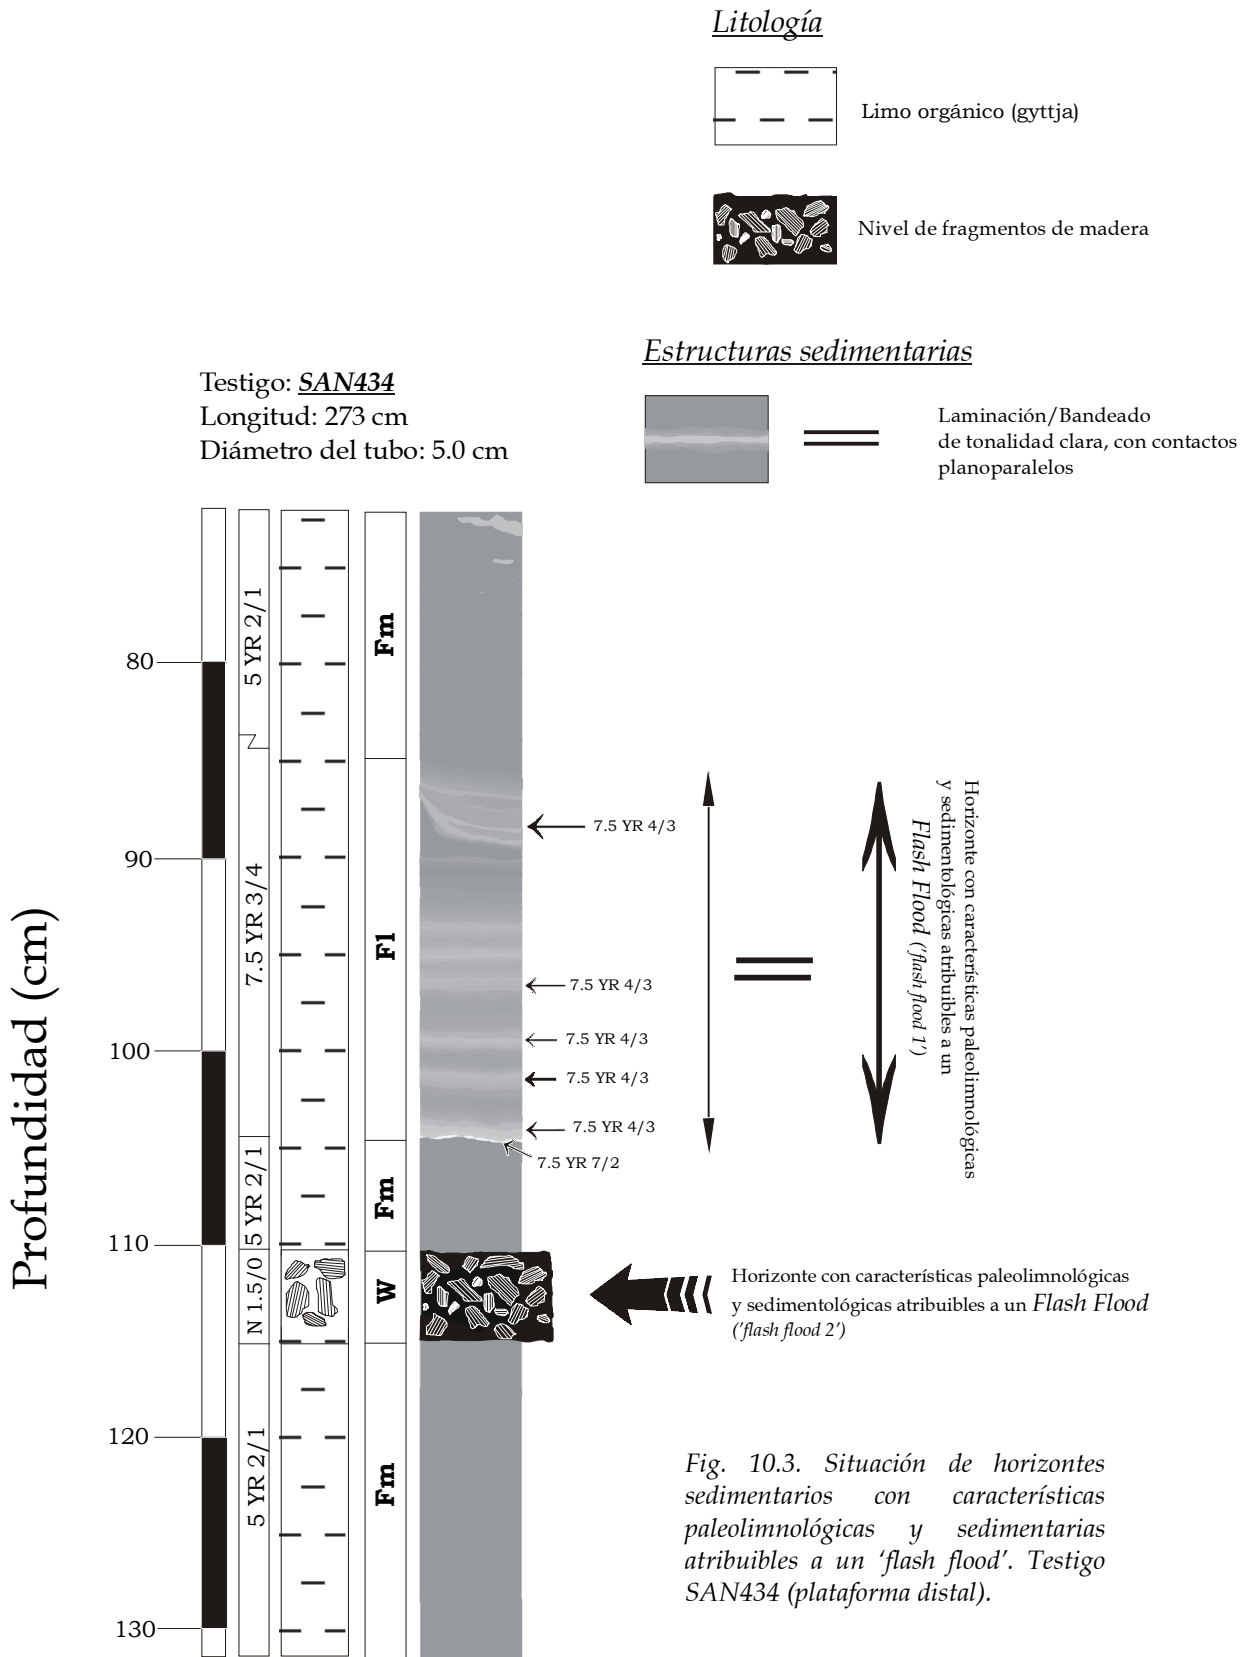 Litología
Limo orgánico (gyttja)
Nivel de fragmentos de madera
Estructuras sedimentarias
Laminación/Bandeado
de tonalidad clara, con contactos
planoparalelos
Testigo: SAN434
Longitud: 273 cm
Diámetro del tubo: 5.0 cm
Profundidad (cm)
80
90
100
110
120
130
5 YR 2/1
7.5 YR 3/4
5 YR 2/1
N 1.5/0
5 YR 2/1
Fm
Fl
Fm
W
Fm
7.5 YR 4/3
7.5 YR 4/3
7.5 YR 4/3
7.5 YR 4/3
7.5 YR 4/3
7.5 YR 7/2
Horizonte con características paleolimnológicas
y sedimentológicas atribuibles a un
Flash Flood ('flash flood 1')
Horizonte con características paleolimnológicas
y sedimentológicas atribuibles a un Flash Flood
('flash flood 2')
Fig. 10.3. Situación de horizontes
sedimentarios con características
paleolimnológicas y sedimentarias
atribuibles a un ‘flash flood’. Testigo
SAN434 (plataforma distal).